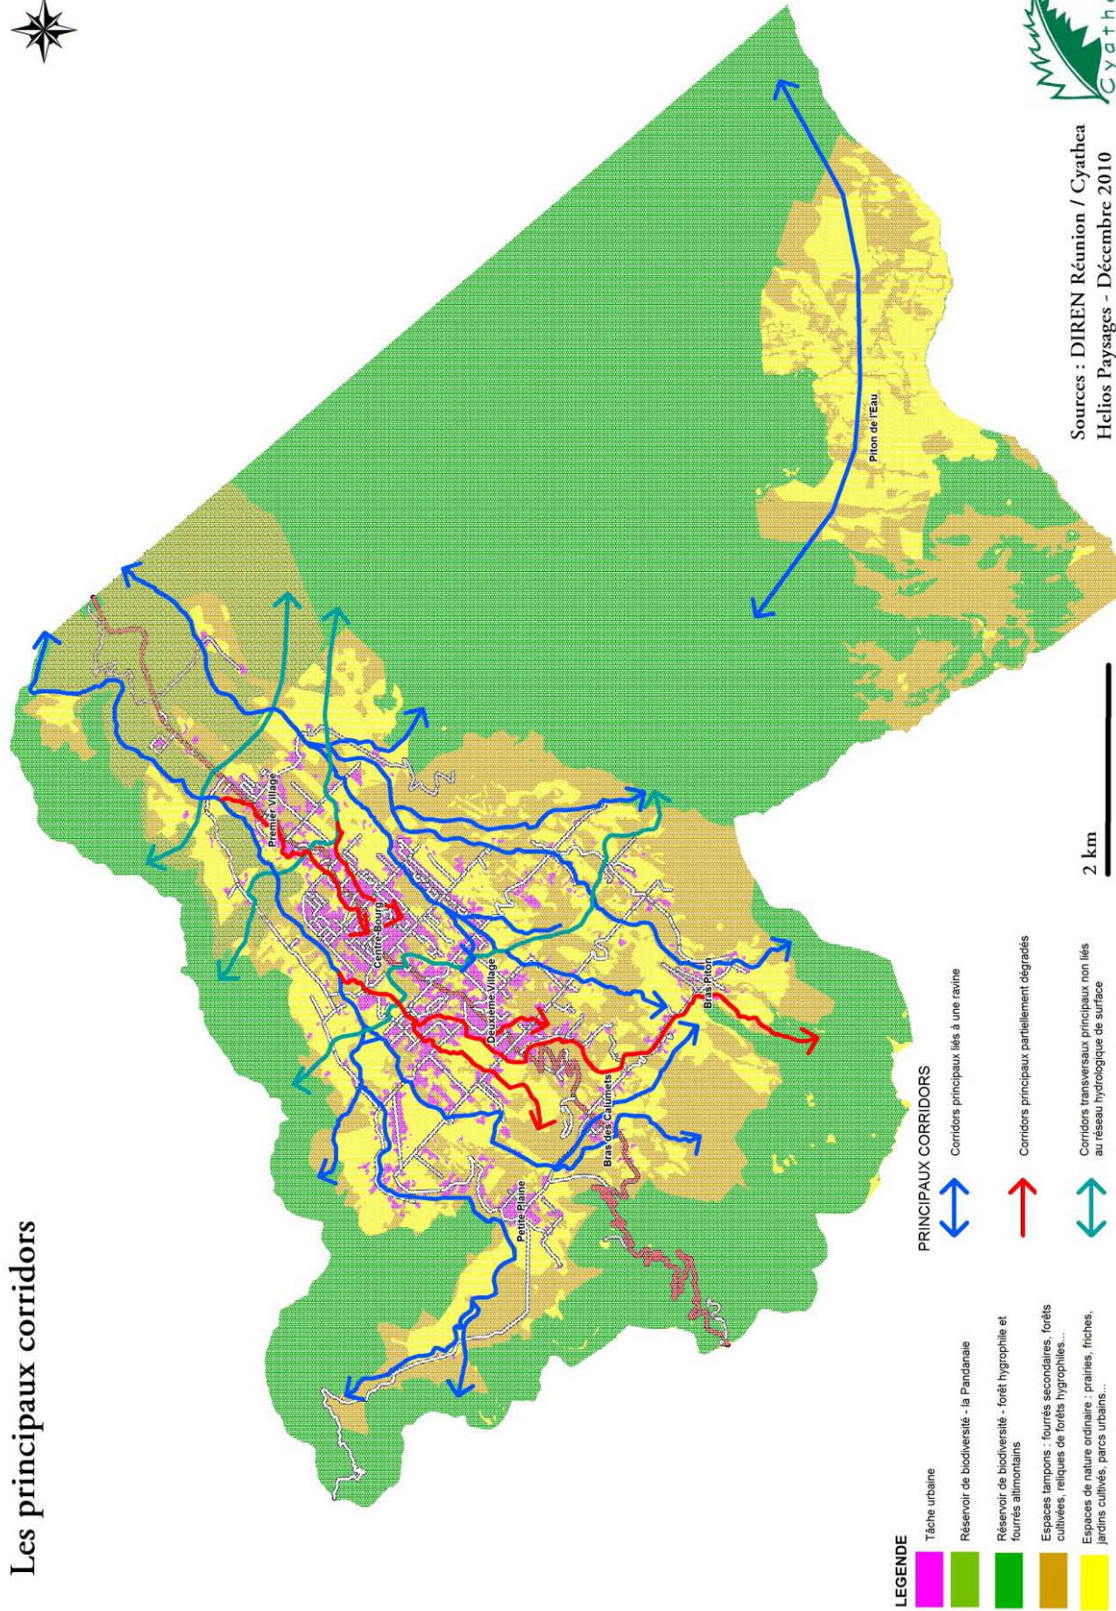 Les principaux corridors
Premier Village
Centre-Bourg
Deuxième Village
Bras Piton
Bras des Calumets
Petite Plaine
Piton de l'Eau
2 km
Sources : DIREN Réunion / Cyathea
Helios Paysages - Décembre 2010
LEGENDE
Tâche urbaine
Réservoir de biodiversité - la Pandanaie
Réservoir de biodiversité - forêt hygrophile et
fourrés altimontains
Espaces tampons : fourrés secondaires, forêts
cultivées, reliques de forêts hygrophiles...
Espaces de nature ordinaire : prairies, friches,
jardins cultivés, parcs urbains...
PRINCIPAUX CORRIDORS
Corridors principaux liés à une ravine
Corridors principaux partiellement dégradés
Corridors transversaux principaux non liés
au réseau hydrologique de surface